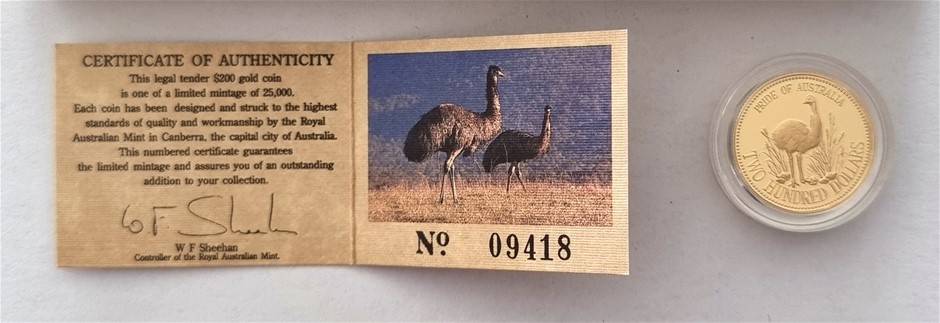 CERTIFICATE OF AUTHENTICITY
This legal tender $200 gold coin
is one of a limited mintage of 25,000.
Each coin has been designed and struck to the highest
standards of quality and workmanship by the Royal
Australian Mint in Canberra, the capital city of Australia.
This numbered certificate guarantees
the limited mintage and assures you of an outstanding
addition to your collection.
W F Sheehan
W F Sheehan
Controller of the Royal Australian Mint.
No 09418
PRIDE OF AUSTRALIA
TWO HUNDRED DOLLARS